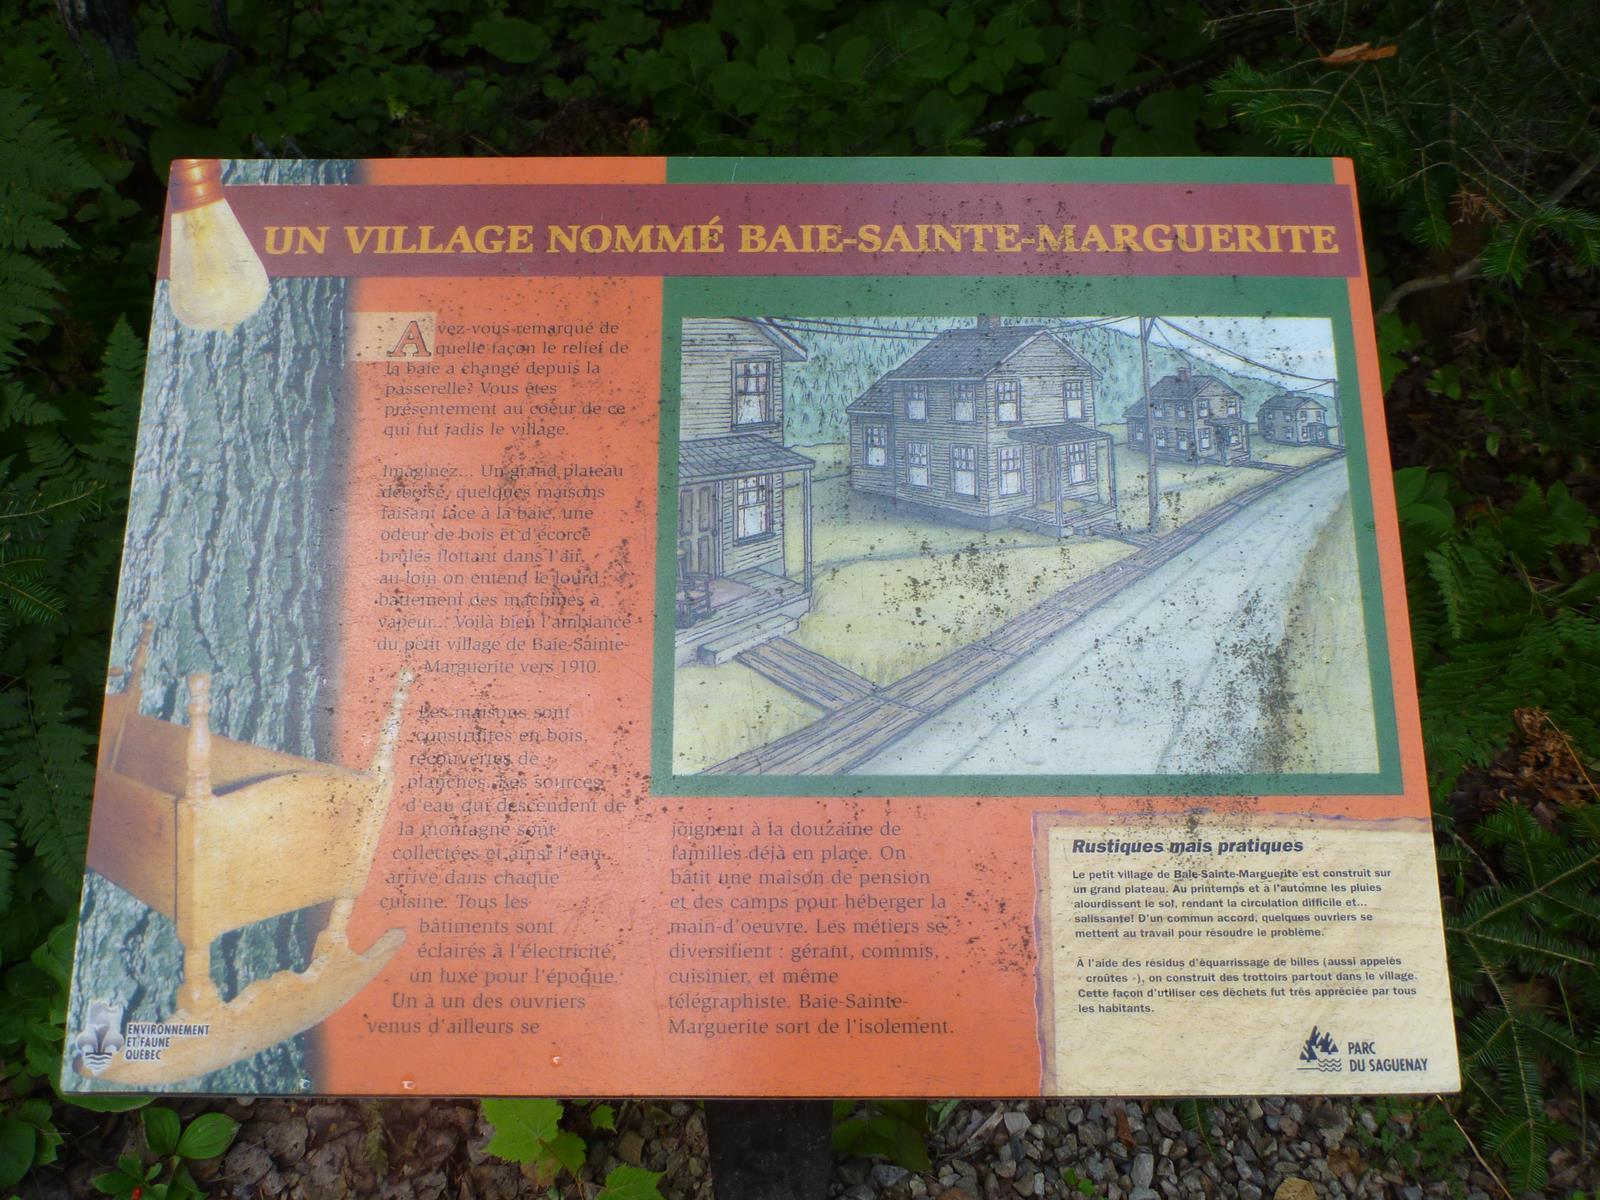 UN VILLAGE NOMMÉ BAIE-SAINTE-MARGUERITE
Avez-vous remarqué de
quelle façon le relief de
la baie a changé depuis la
passerelle? Vous êtes
présentement au coeur de ce
qui fut jadis le village.
Imaginez... Un grand plateau
déboisé, quelques maisons
faisant face à la baie, une
odeur de bois et d'écorce
brûlés flottant dans l'air,
au loin on entend le lourd
battement des machines à
vapeur... Voilà bien l'ambiance
du petit village de Baie-Sainte-
Marguerite vers 1910.
Les maisons sont
construites en bois,
recouvertes de
planches. Les sources
d'eau qui descendent de
la montagne sont
collectées et ainsi l'eau
arrive dans chaque
cuisine. Tous les
bâtiments sont
éclairés à l'électricité,
un luxe pour l'époque.
Un à un des ouvriers
venus d'ailleurs se
joignent à la douzaine de
familles déjà en place. On
bâtit une maison de pension
et des camps pour héberger la
main-d'oeuvre. Les métiers se
diversifient : gérant, commis,
cuisinier, et même
télégraphiste. Baie-Sainte-
Marguerite sort de l'isolement.
Rustiques mais pratiques
Le petit village de Baie-Sainte-Marguerite est construit sur
un grand plateau. Au printemps et à l'automne les pluies
alourdissent le sol, rendant la circulation difficile et...
salissante! D'un commun accord, quelques ouvriers se
mettent au travail pour résoudre le problème.
À l'aide des résidus d'équarrissage de billes (aussi appelés
« croûtes »), on construit des trottoirs partout dans le village.
Cette façon d'utiliser ces déchets fut très appréciée par tous
les habitants.
ENVIRONNEMENT
ET FAUNE
QUÉBEC
PARC
DU SAGUENAY